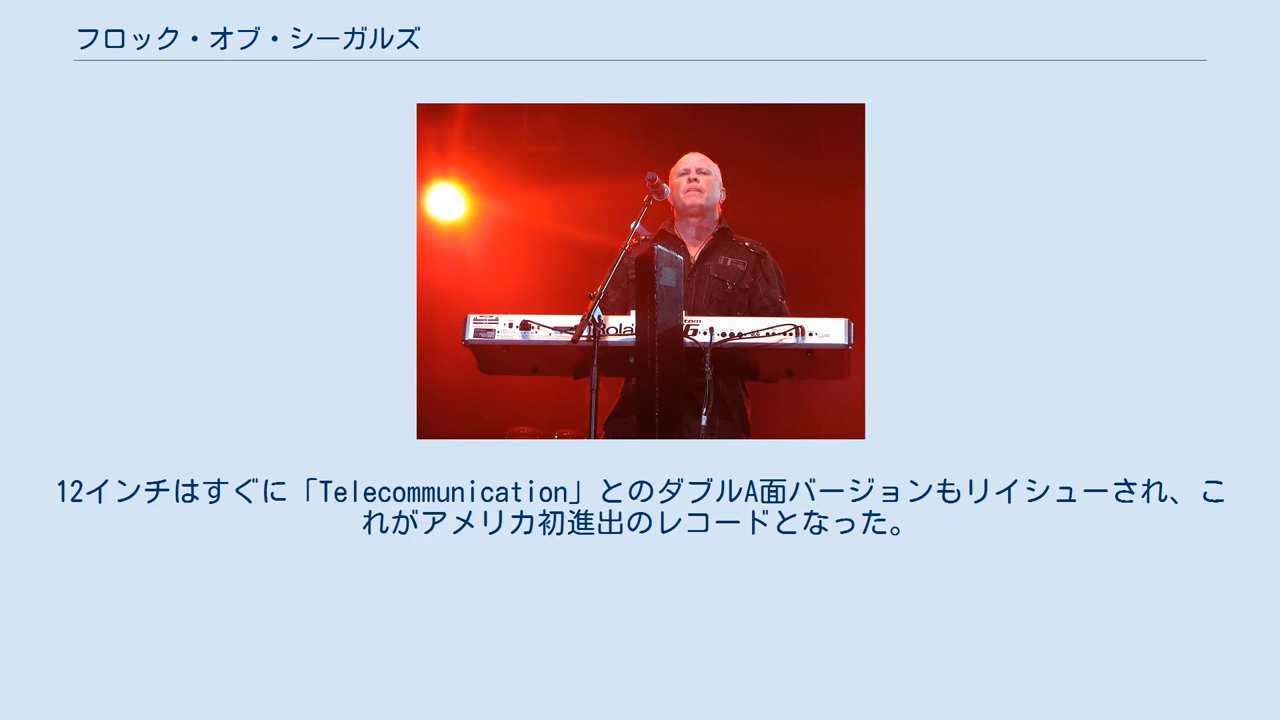 フロック・オブ・シーガルズ
12インチはすぐに「Telecommunication」とのダブルA面バージョンもリイシューされ、こ
れがアメリカ初進出のレコードとなった。